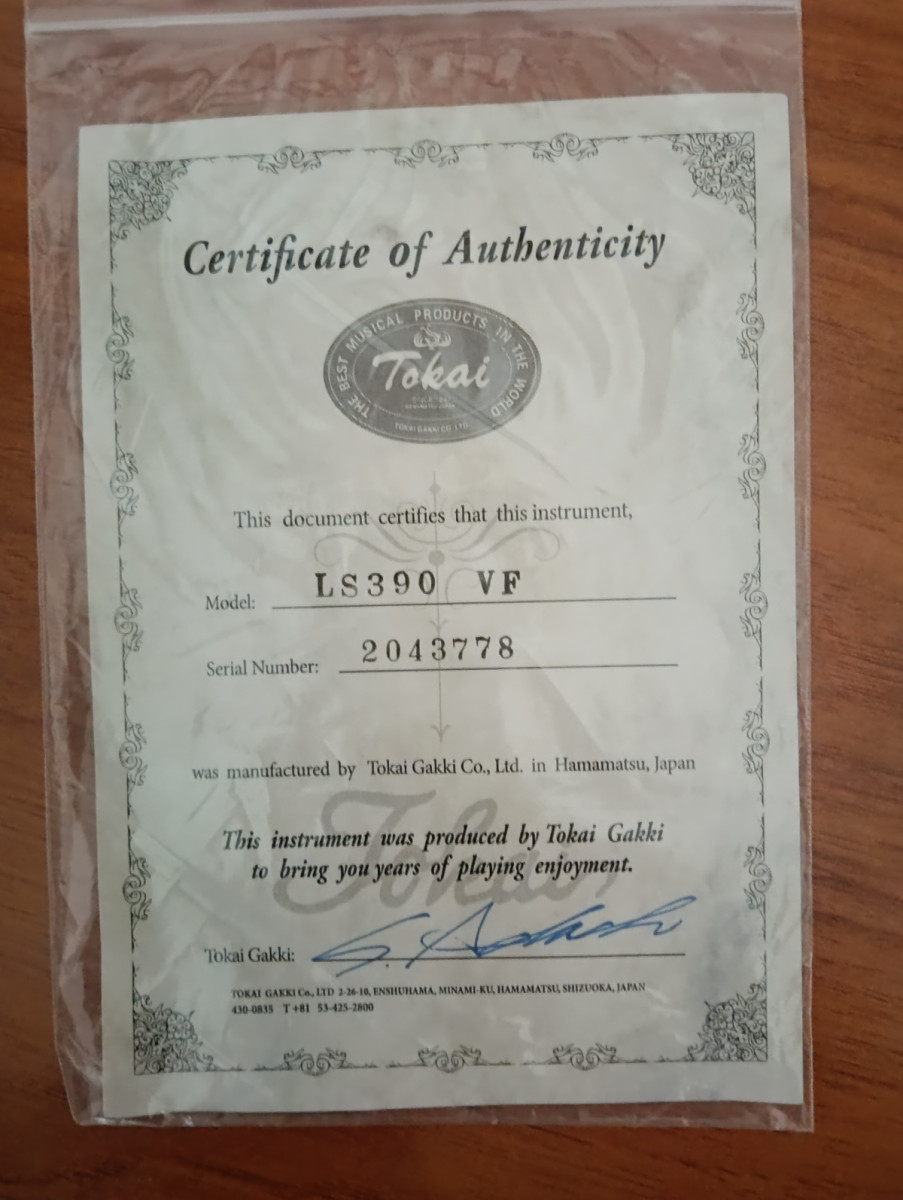 Certificate of Authenticity
THE BEST MUSICAL PRODUCTS IN THE WORLD
Tokai
TOKAI GAKKI CO. LTD.
This document certifies that this instrument,
Model: LS390 VF
Serial Number: 2043778
was manufactured by Tokai Gakki Co., Ltd. in Hamamatsu, Japan
Tokai
This instrument was produced by Tokai Gakki
to bring you years of playing enjoyment.
Tokai Gakki:
TOKAI GAKKI Co., LTD 2-26-10, ENSHUHAMA, MINAMI-KU, HAMAMATSU, SHIZUOKA, JAPAN
430-0835 T +81 53-425-2800